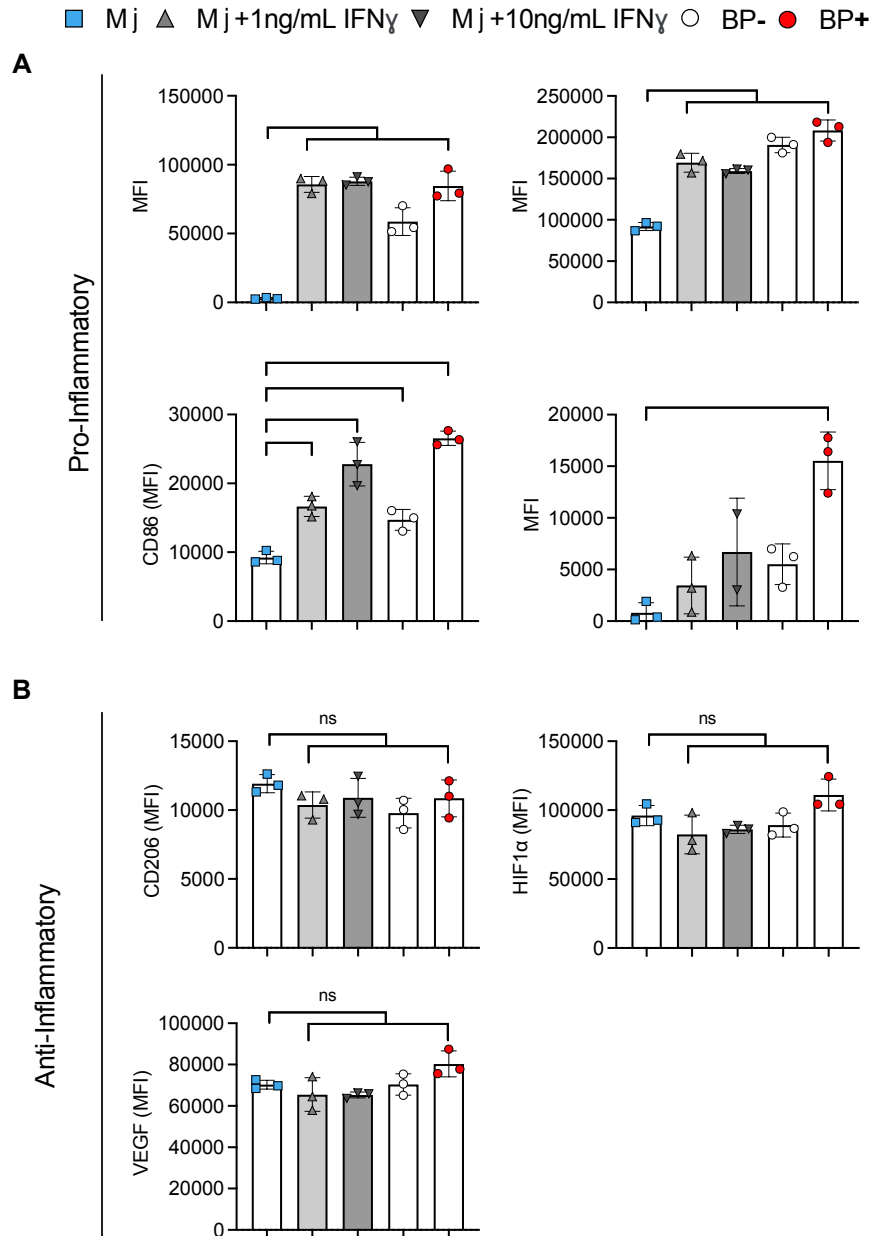 Mj Mj+1ng/mL IFNɣ Mj+10ng/mL IFNɣ BP- BP+
A
Pro-Inflammatory
150000
100000
50000
0
MFI
250000
200000
150000
100000
50000
0
MFI
30000
20000
10000
0
CD86 (MFI)
20000
15000
10000
5000
0
MFI
B
Anti-Inflammatory
ns
15000
10000
5000
0
CD206 (MFI)
ns
150000
100000
50000
0
HIF1α (MFI)
ns
100000
80000
60000
40000
20000
0
VEGF (MFI)